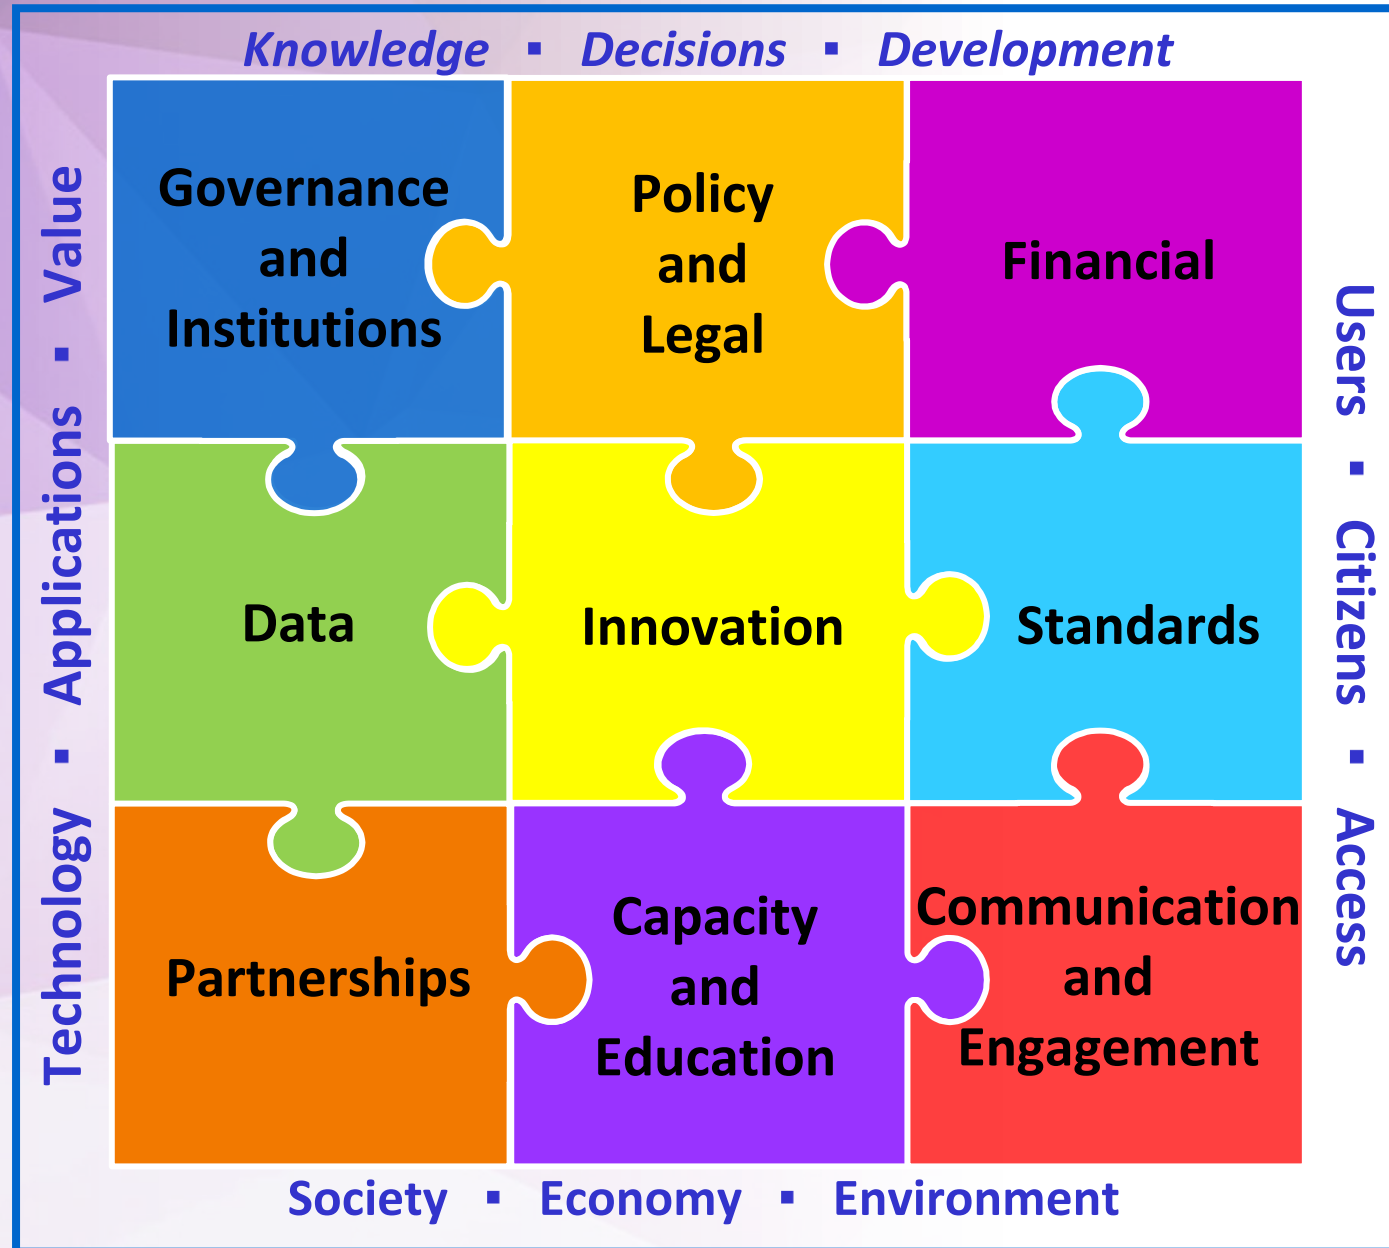 Knowledge ▪ Decisions ▪ Development
Technology ▪ Applications ▪ Value
Governance
and
Institutions
Policy
and
Legal
Financial
Data
Innovation
Standards
Partnerships
Capacity
and
Education
Communication
and
Engagement
Users ▪ Citizens ▪ Access
Society ▪ Economy ▪ Environment